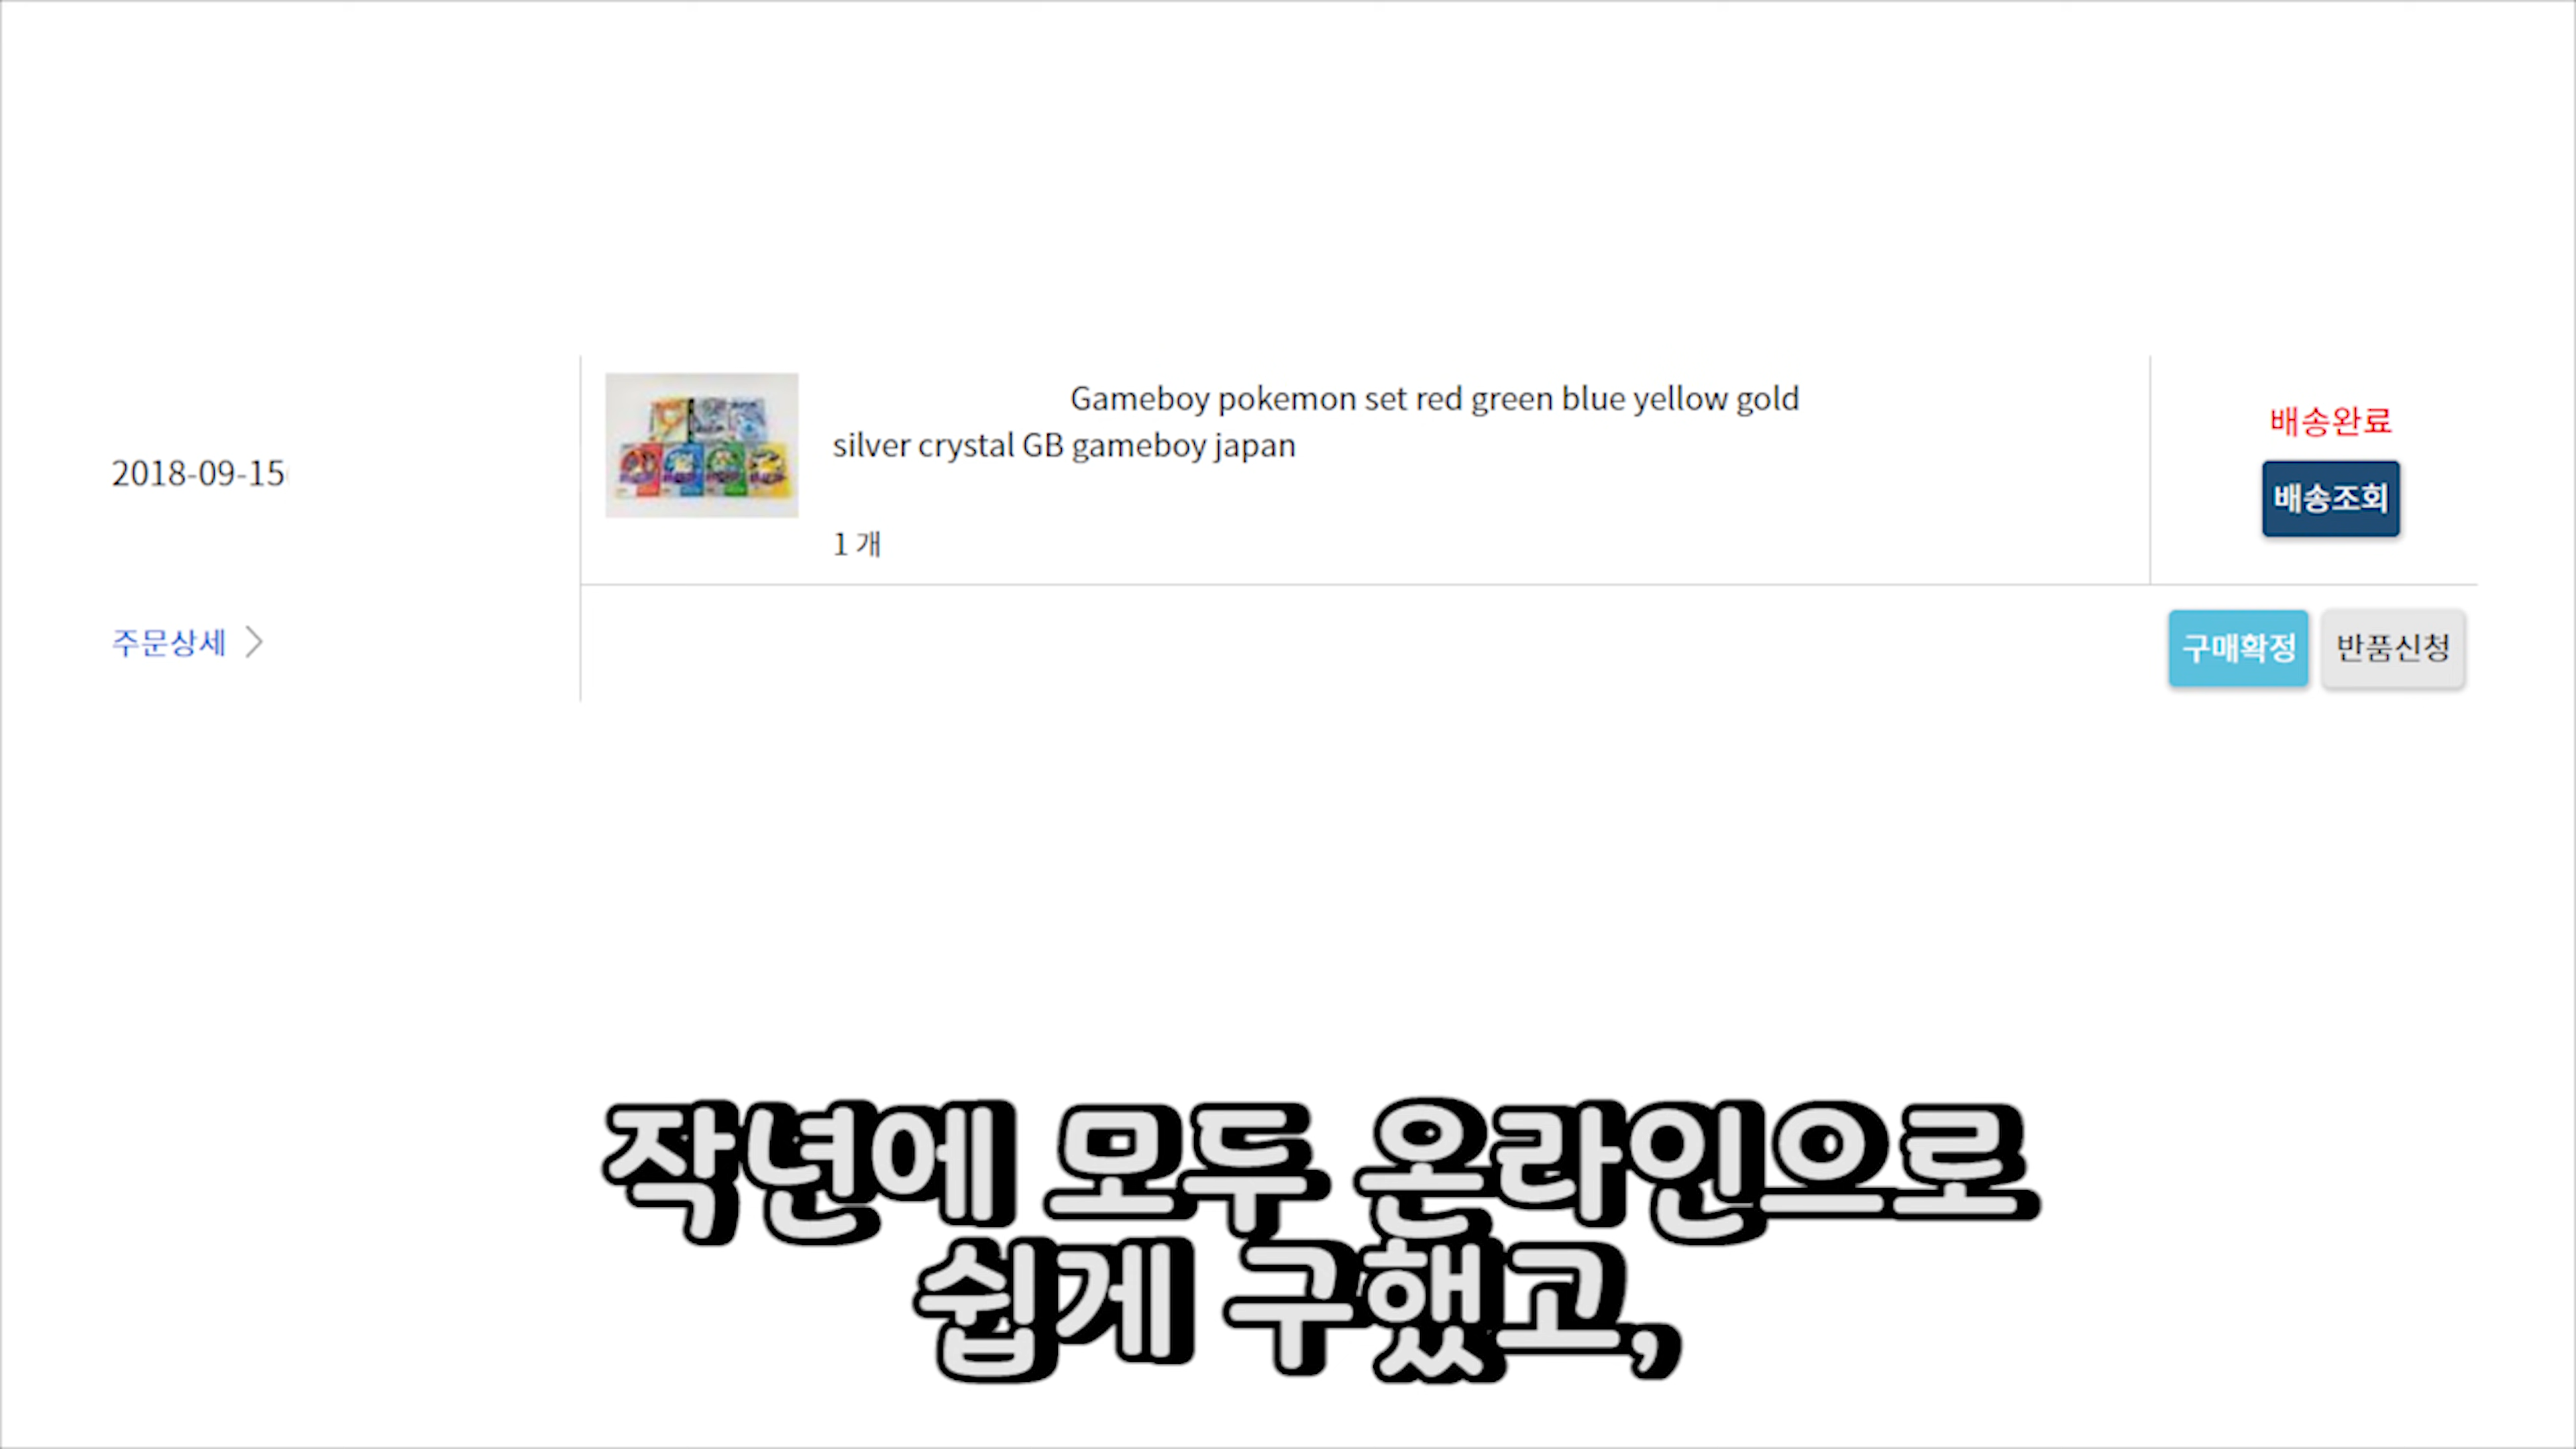 2018-09-15
주문상세
Gameboy pokemon set red green blue yellow gold
silver crystal GB gameboy japan
1 개
배송완료
배송조회
구매확정
반품신청
작년에 모두 온라인으로
쉽게 구했고,